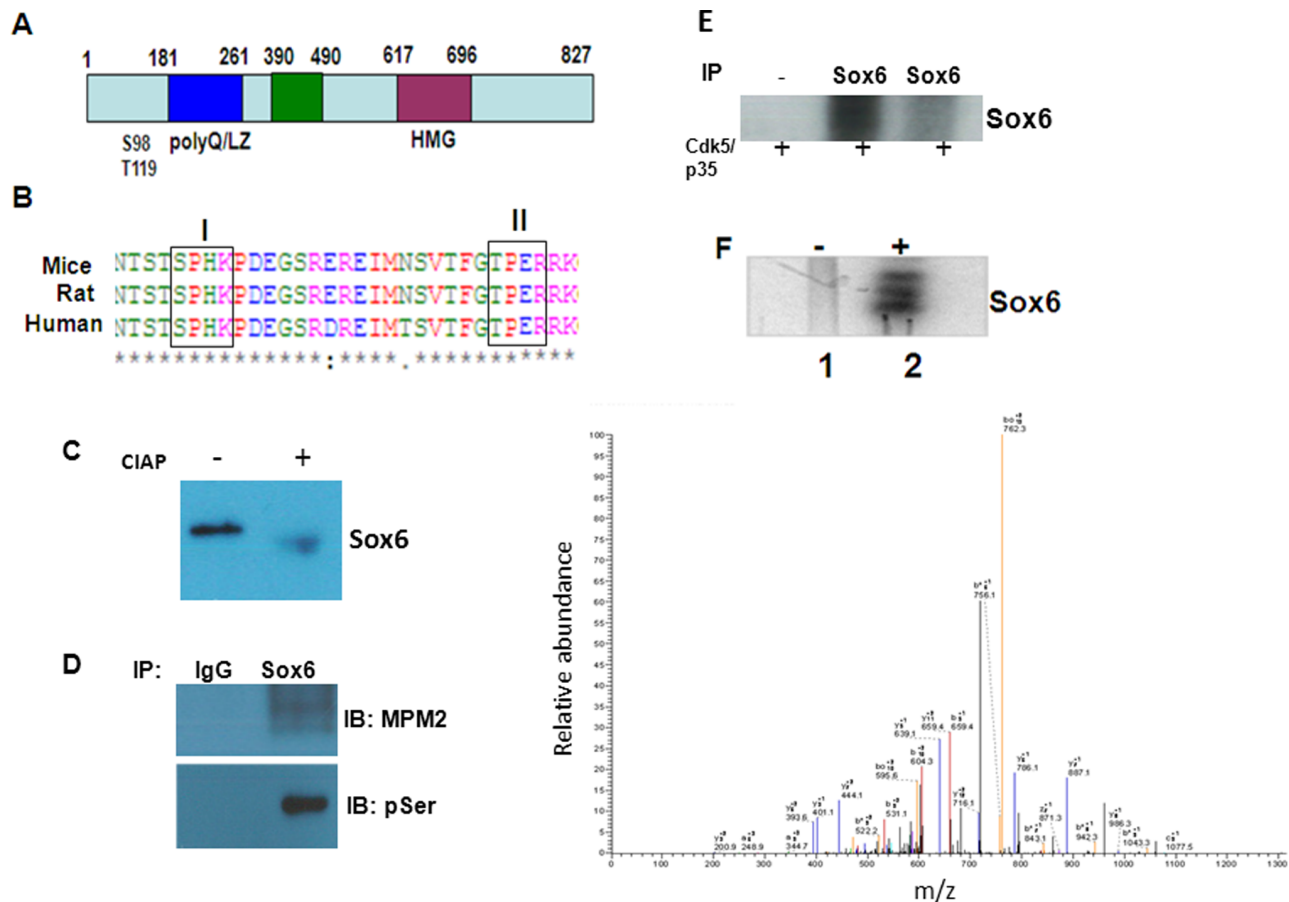 A
1 181 261 390 490 617 696 827
S98 polyQ/LZ HMG
T119
B
I II
Mice NTSTSPHKPDEGSREREIMNSVTFGTPERRK
Rat NTSTSPHKPDEGSREREIMNSVTFGTPERRK
Human NTSTSPHKPDEGSRDREIMTSVTFGTPERRK
**************:****.***********
C
CIAP - +
Sox6
D
IP: IgG Sox6
IB: MPM2
IB: pSer
E
IP - Sox6 Sox6
Sox6
Cdk5/ + + +
p35
F
- +
Sox6
1 2
Relative abundance
100
95
90
85
80
75
70
65
60
55
50
45
40
35
30
25
20
15
10
5
0
762.3
756.1
659.4 659.4
639.1
604.3
595.6
786.1
887.1
716.1
444.1
393.6 401.1
522.2 531.1
871.3
843.1
942.3
986.3
1043.3
1077.5
200.9 248.9 344.7
0 100 200 300 400 500 600 700 800 900 1000 1100 1200 1300
m/z